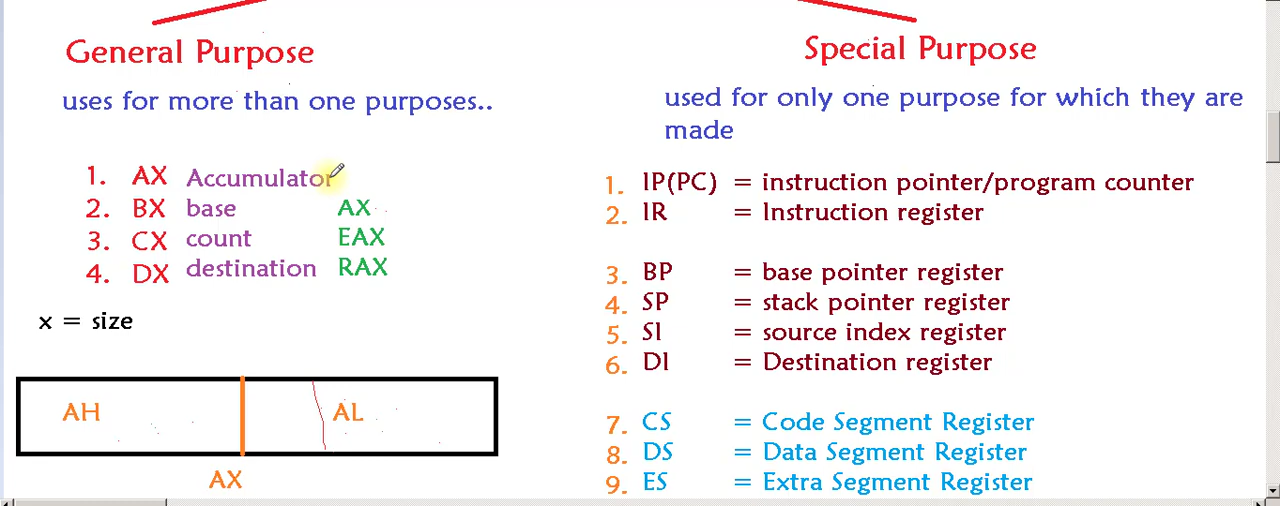 General Purpose
uses for more than one purposes..
1. AX Accumulator
2. BX base AX
3. CX count EAX
4. DX destination RAX
x = size
AH AL
AX
Special Purpose
used for only one purpose for which they are
made
1. IP(PC) = instruction pointer/program counter
2. IR = Instruction register
3. BP = base pointer register
4. SP = stack pointer register
5. SI = source index register
6. DI = Destination register
7. CS = Code Segment Register
8. DS = Data Segment Register
9. ES = Extra Segment Register